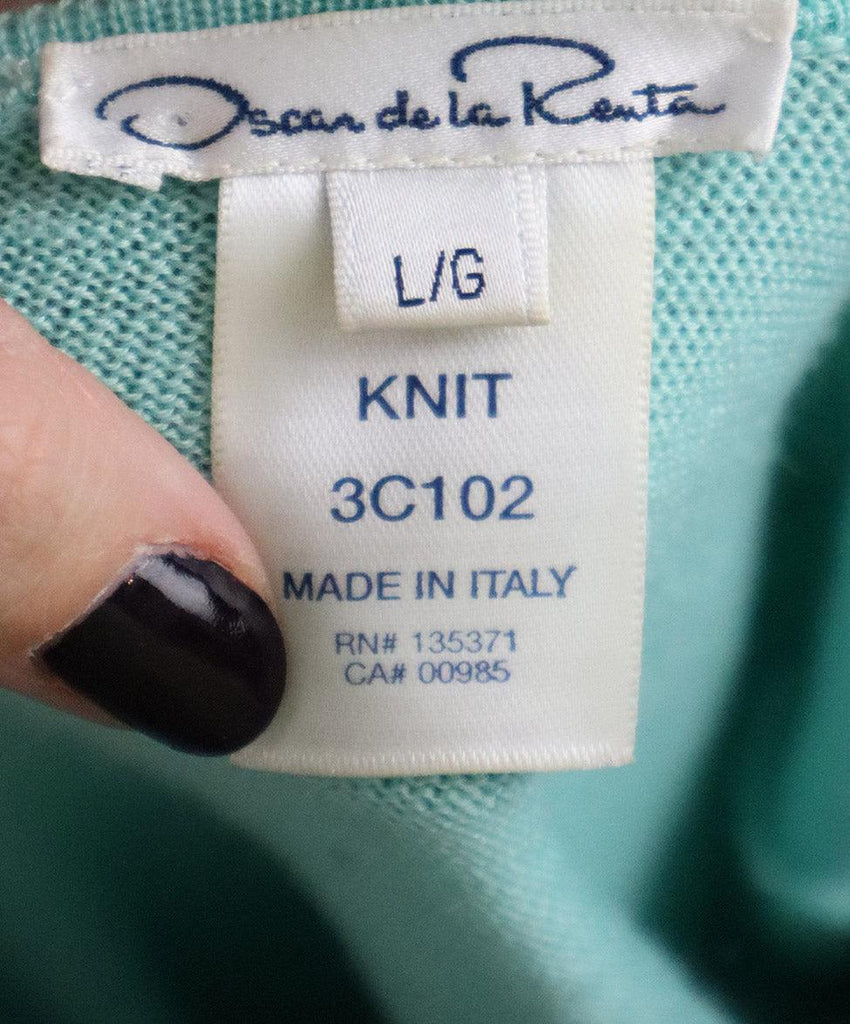 Oscar de la Renta
L/G
KNIT
3C102
MADE IN ITALY
RN# 135371
CA# 00985